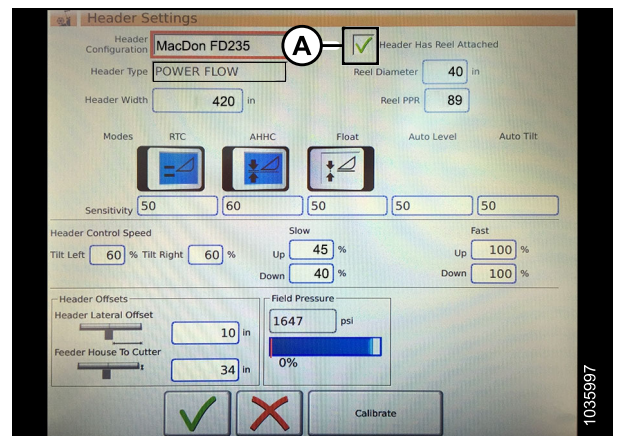 Header Settings
Header Configuration MacDon FD235 A Header Has Reel Attached
Header Type POWER FLOW Reel Diameter 40 in
Header Width 420 in Reel PPR 89
Modes RTC AHHC Float Auto Level Auto Tilt
Sensitivity 50 60 50 50 50
Header Control Speed Slow Fast
Tilt Left 60 % Tilt Right 60 % Up 45 % Up 100 %
Down 40 % Down 100 %
Header Offsets Field Pressure
Header Lateral Offset 1647 psi
10 in
Feeder House To Cutter 0%
34 in
Calibrate
1035997